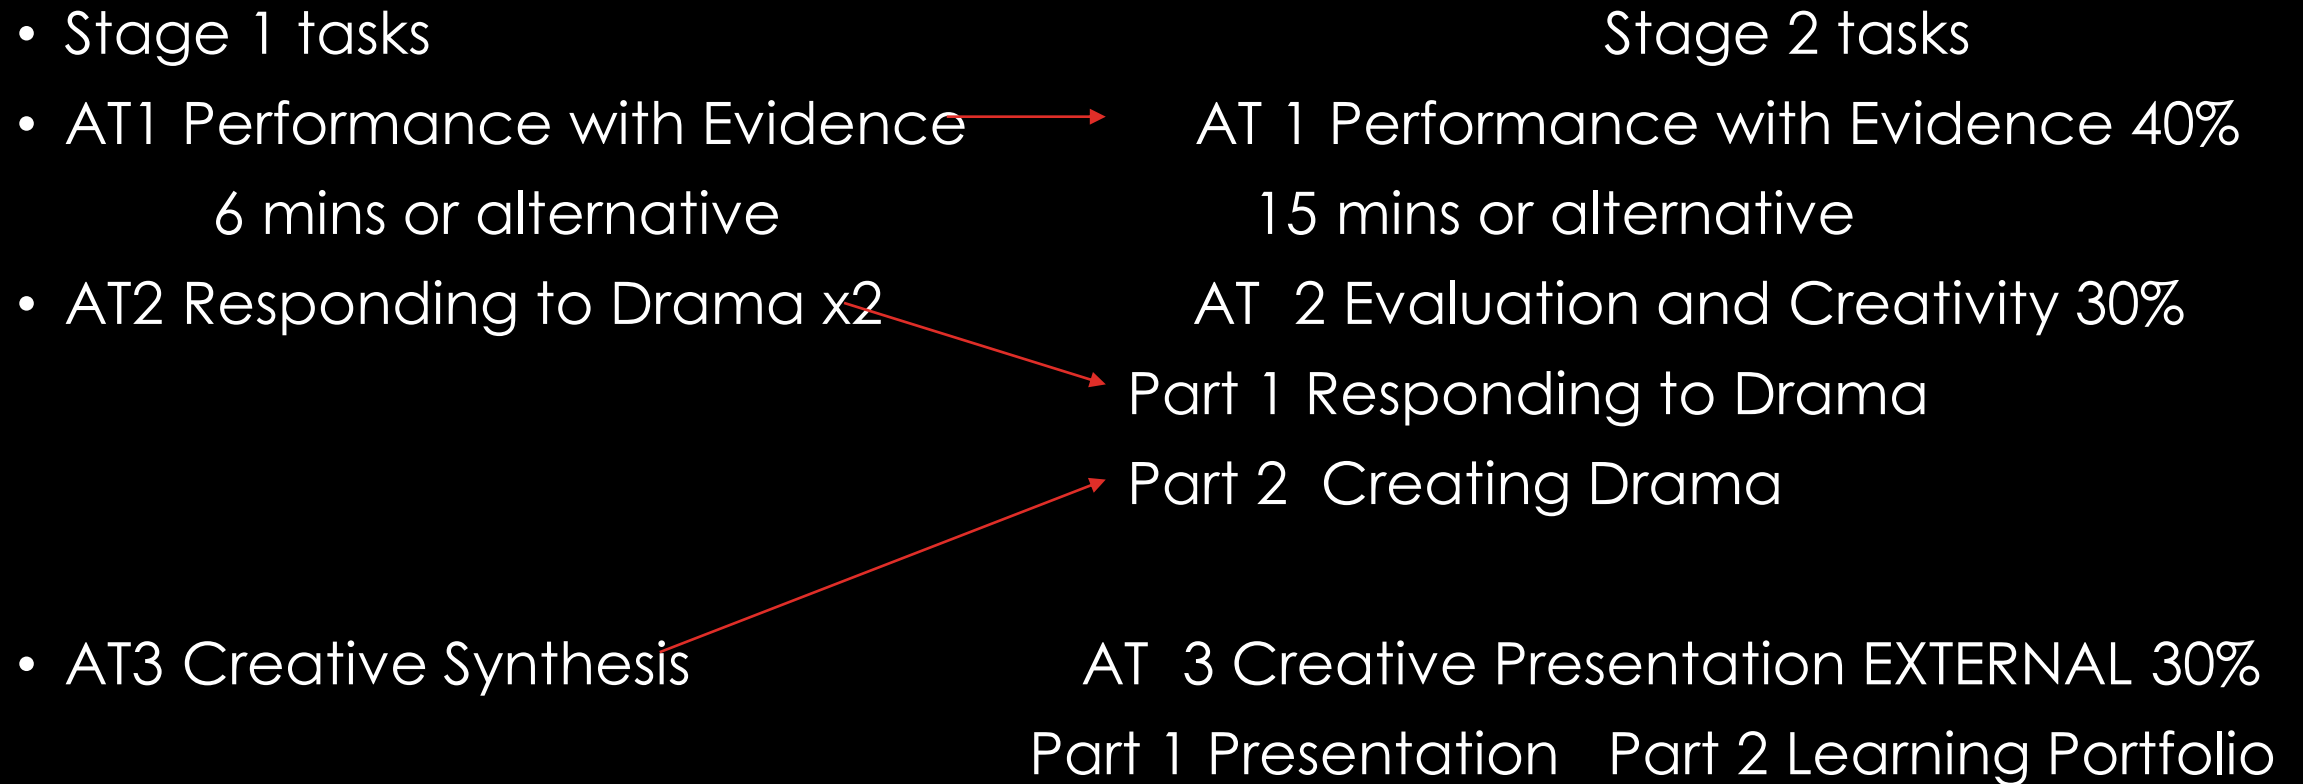 • Stage 1 tasks Stage 2 tasks
• AT1 Performance with Evidence AT 1 Performance with Evidence 40%
6 mins or alternative 15 mins or alternative
• AT2 Responding to Drama x2 AT 2 Evaluation and Creativity 30%
Part 1 Responding to Drama
Part 2 Creating Drama
• AT3 Creative Synthesis AT 3 Creative Presentation EXTERNAL 30%
Part 1 Presentation Part 2 Learning Portfolio